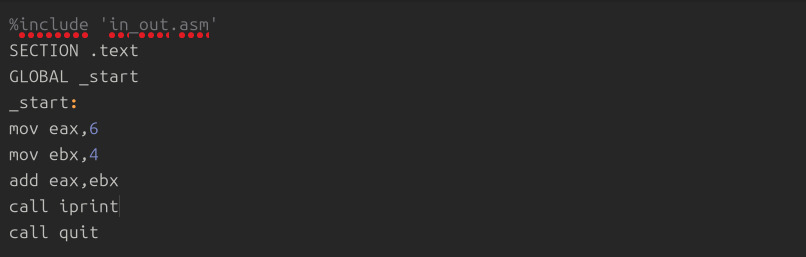 %include 'in_out.asm'
SECTION .text
GLOBAL _start
_start:
mov eax,6
mov ebx,4
add eax,ebx
call iprint
call quit